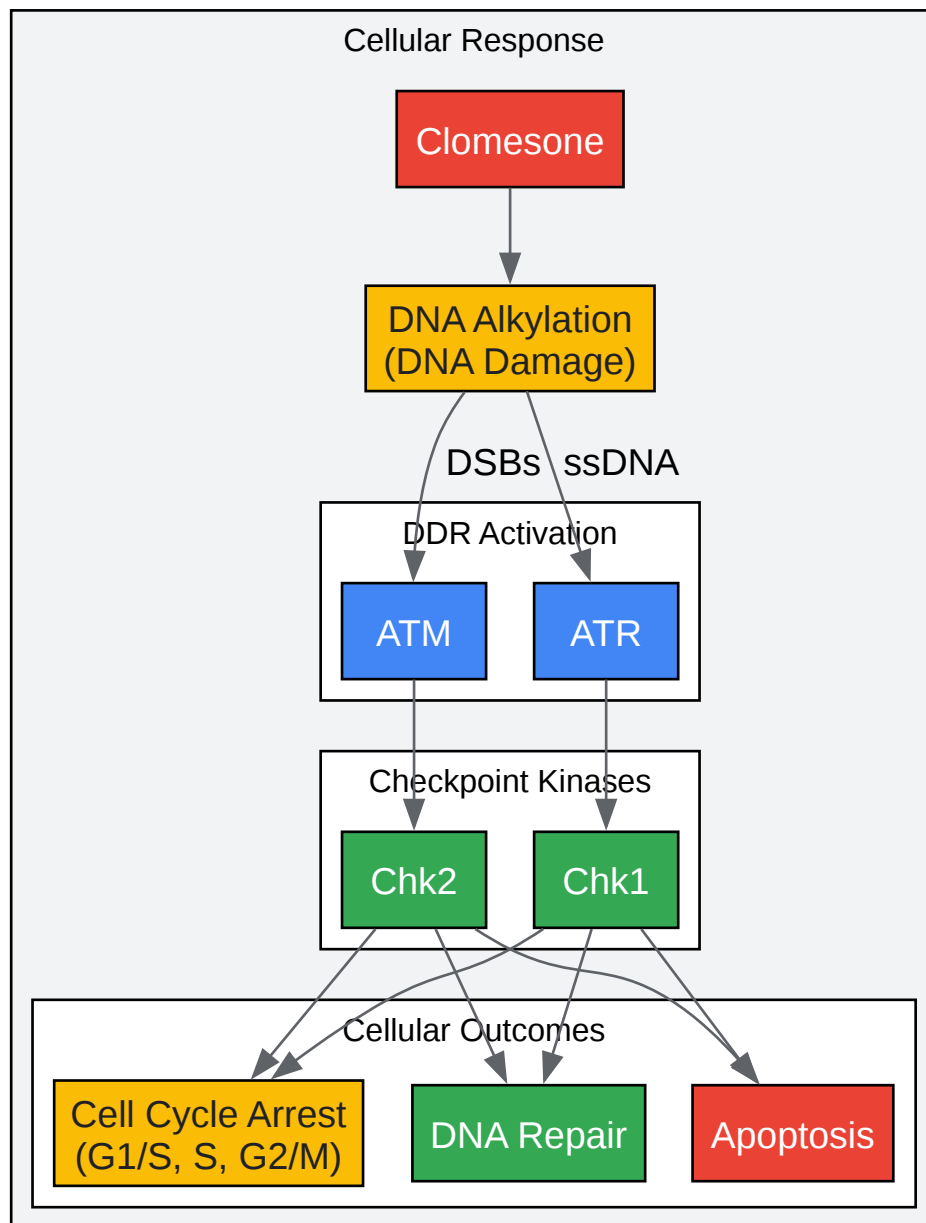 Cellular Response
Clomesone
DNA Alkylation
(DNA Damage)
DSBs ssDNA
DDR Activation
ATM ATR
Checkpoint Kinases
Chk2 Chk1
Cellular Outcomes
Cell Cycle Arrest
(G1/S, S, G2/M)
DNA Repair
Apoptosis